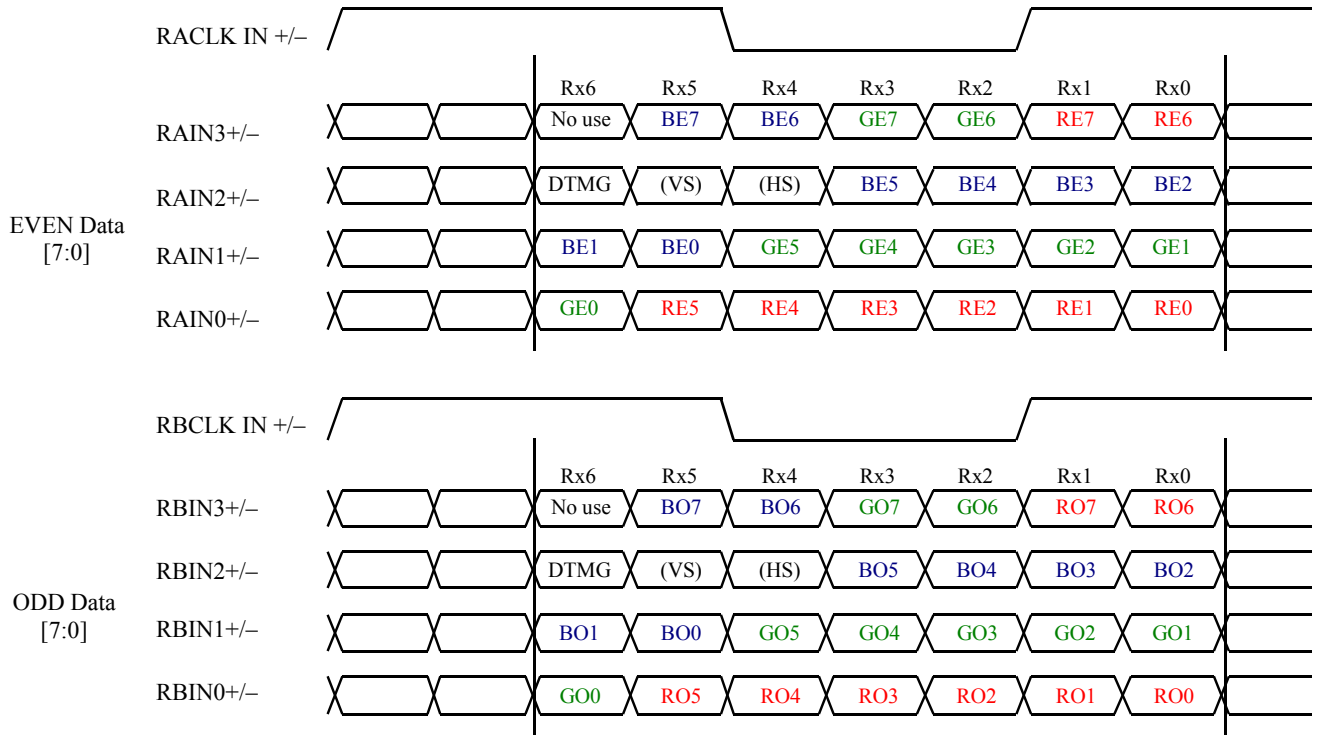 RACLK IN +/–
Rx6 Rx5 Rx4 Rx3 Rx2 Rx1 Rx0
RAIN3+/– No use BE7 BE6 GE7 GE6 RE7 RE6
RAIN2+/– DTMG (VS) (HS) BE5 BE4 BE3 BE2
EVEN Data
[7:0]
RAIN1+/– BE1 BE0 GE5 GE4 GE3 GE2 GE1
RAIN0+/– GE0 RE5 RE4 RE3 RE2 RE1 RE0
RBCLK IN +/–
Rx6 Rx5 Rx4 Rx3 Rx2 Rx1 Rx0
RBIN3+/– No use BO7 BO6 GO7 GO6 RO7 RO6
RBIN2+/– DTMG (VS) (HS) BO5 BO4 BO3 BO2
ODD Data
[7:0]
RBIN1+/– BO1 BO0 GO5 GO4 GO3 GO2 GO1
RBIN0+/– GO0 RO5 RO4 RO3 RO2 RO1 RO0